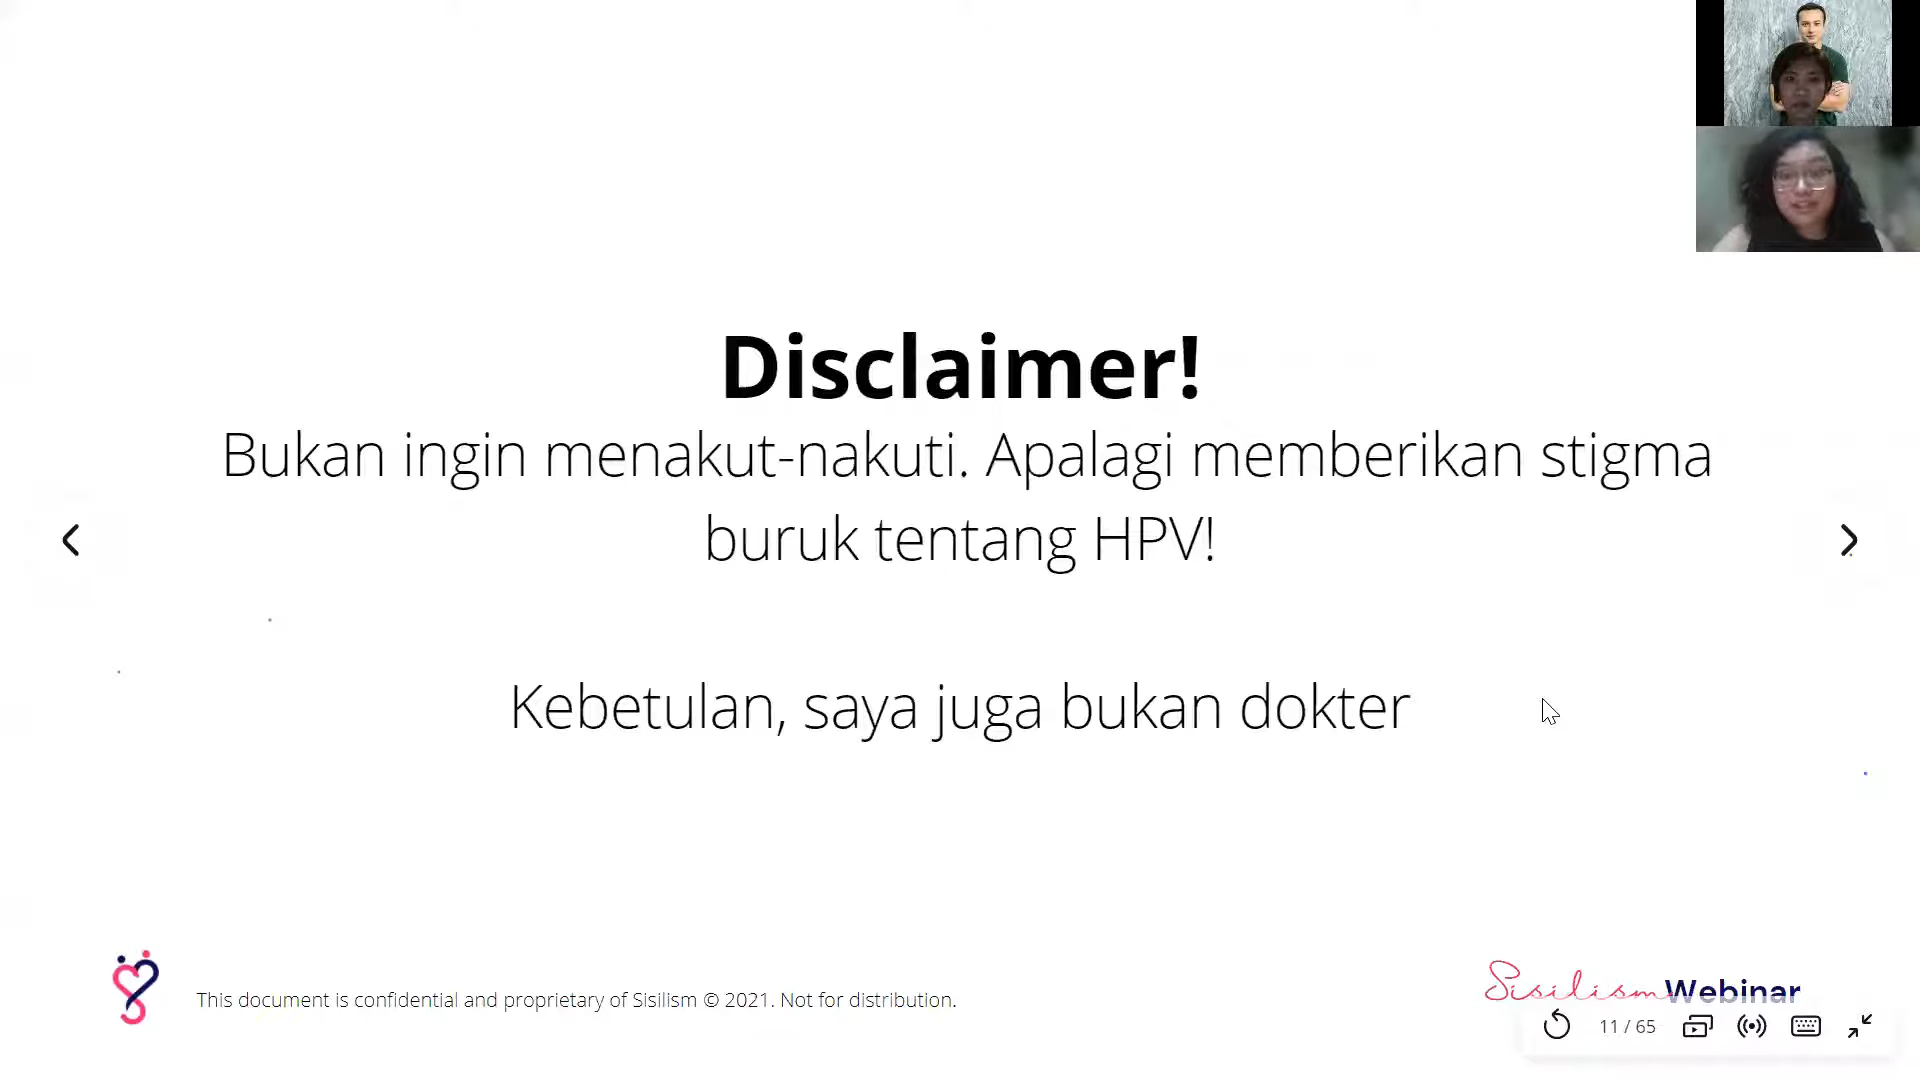 Disclaimer!
Bukan ingin menakut-nakuti. Apalagi memberikan stigma
buruk tentang HPV!
Kebetulan, saya juga bukan dokter
This document is confidential and proprietary of Sisilism © 2021. Not for distribution.
Sisilism Webinar
11 / 65